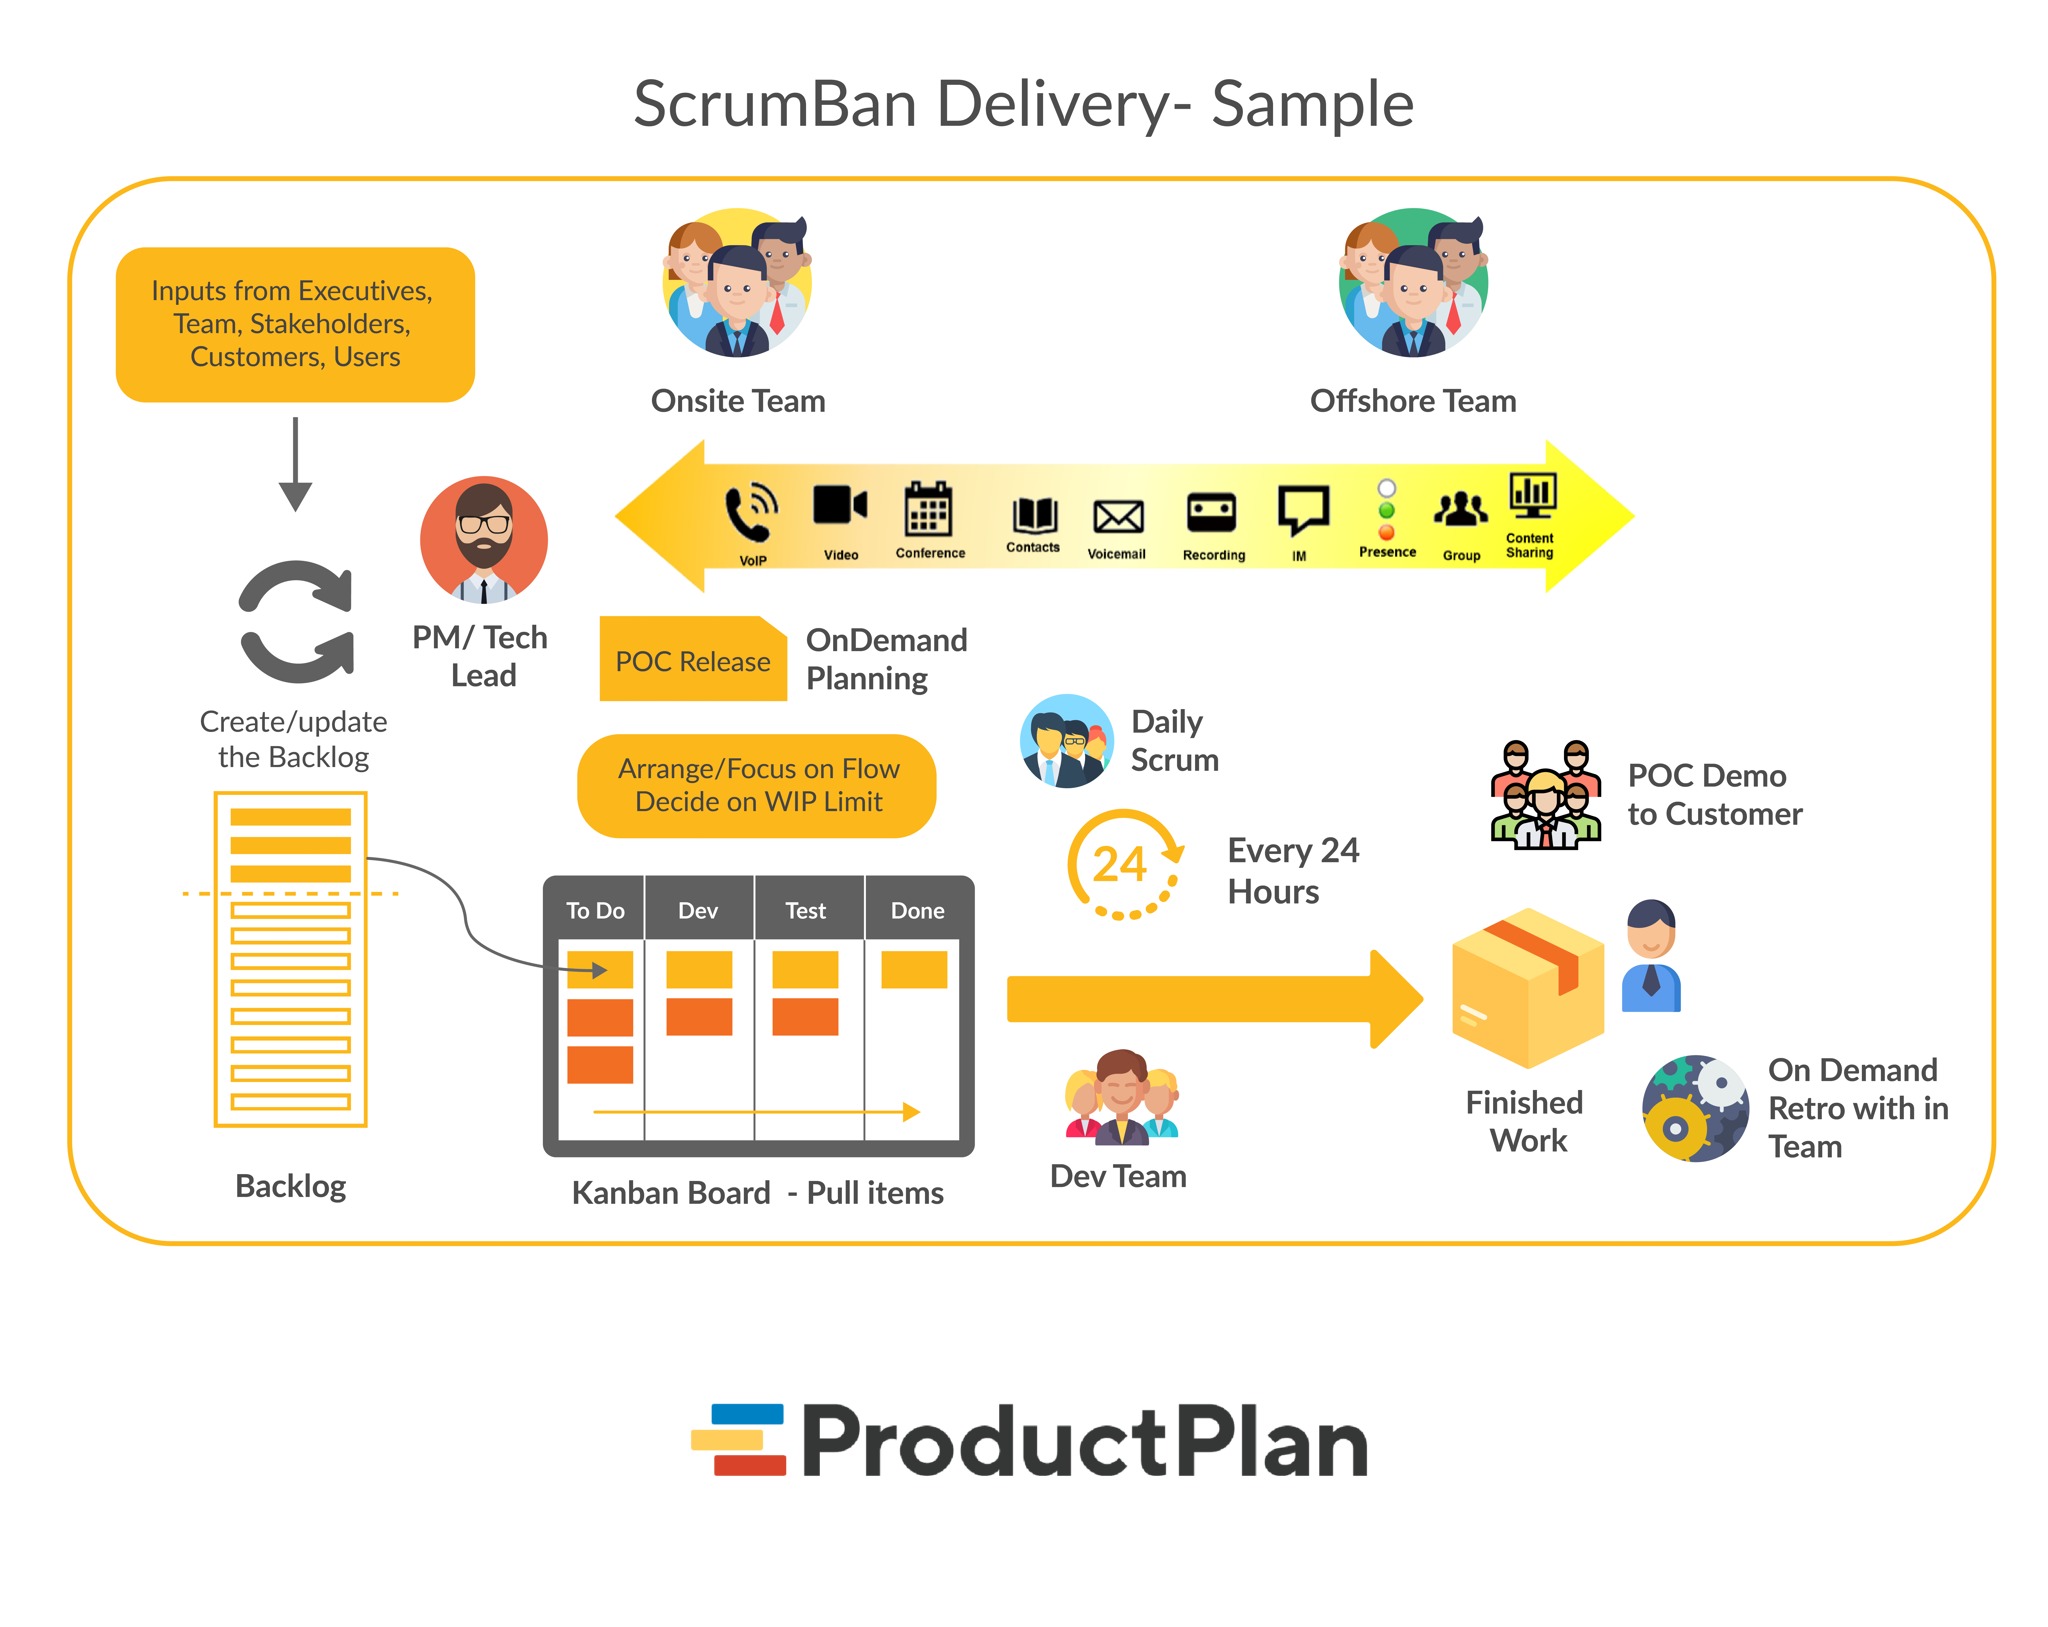 ScrumBan Delivery- Sample
Inputs from Executives,
Team, Stakeholders,
Customers, Users
Onsite Team
Offshore Team
VoIP
Video
Conference
Contacts
Voicemail
Recording
IM
Presence
Group
Content
Sharing
PM/ Tech
Lead
Create/update
the Backlog
POC Release
OnDemand
Planning
Arrange/Focus on Flow
Decide on WIP Limit
Daily
Scrum
24
Every 24
Hours
POC Demo
to Customer
To Do
Dev
Test
Done
Backlog
Kanban Board - Pull items
Dev Team
Finished
Work
On Demand
Retro with in
Team
ProductPlan